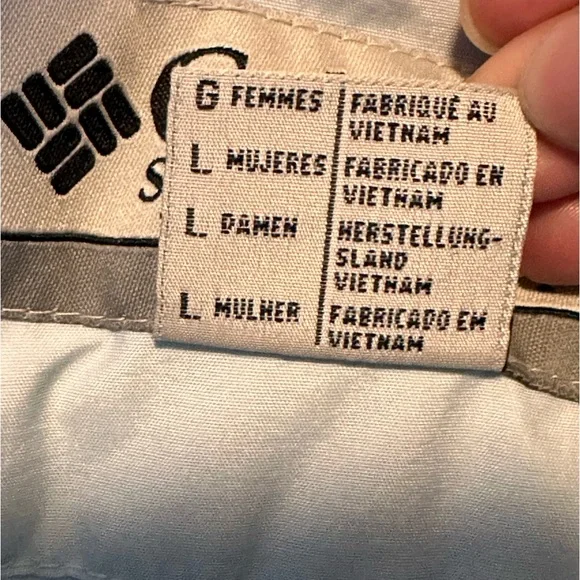 G FEMMES
FABRIQUÉ AU
VIETNAM
L MUJERES
FABRICADO EN
VIETNAM
L DAMEN
HERSTELLUNG-
SLAND
VIETNAM
L MULHER
FABRICADO EM
VIETNAM